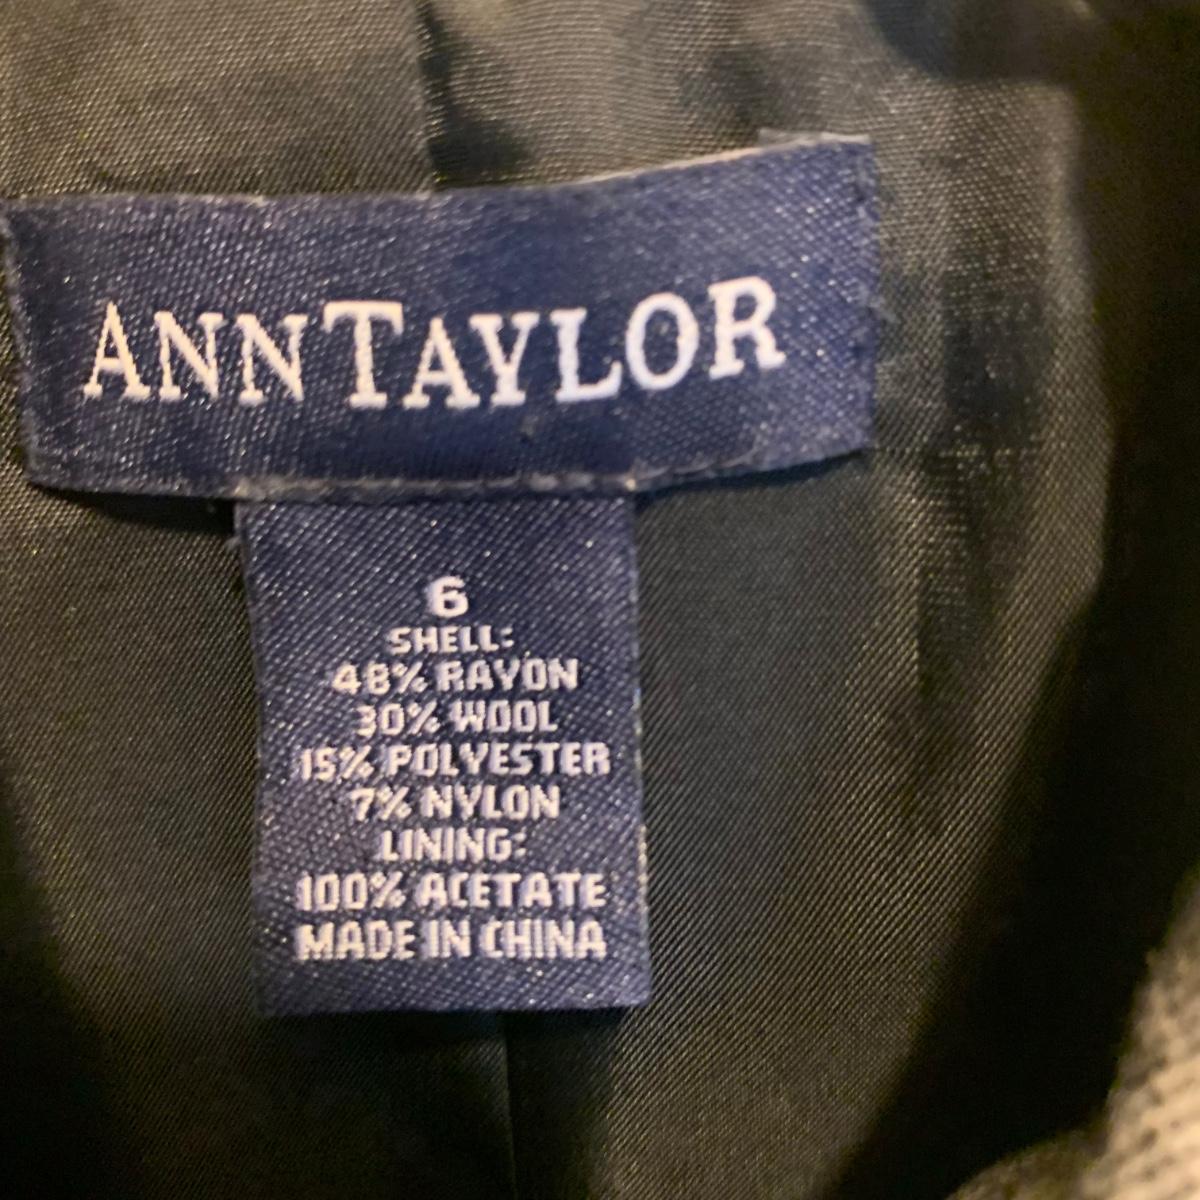 ANNTAYLOR
6
SHELL:
48% RAYON
30% WOOL
15% POLYESTER
7% NYLON
LINING:
100% ACETATE
MADE IN CHINA